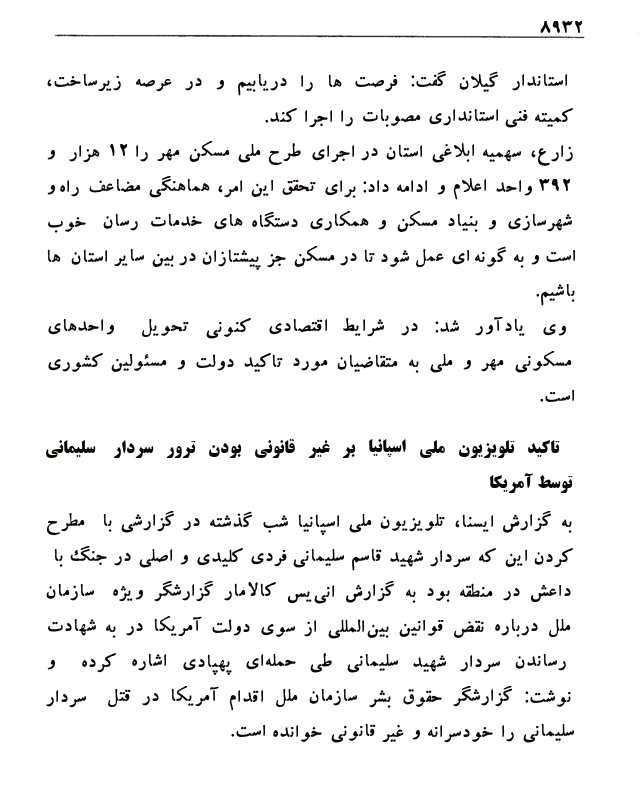 ۸۹۳۲
استاندار گیلان گفت: فرصت ها را دریابیم و در عرصه زیرساخت،
کمیته فنی استانداری مصوبات را اجرا کند.
زارع، سهمیه ابلاغی استان در اجرای طرح ملی مسکن مهر را ۱۲ هزار و
۳۹۲ واحد اعلام و ادامه داد: برای تحقق این امر، هماهنگی مضاعف راه و
شهرسازی و بنیاد مسکن و همکاری دستگاه های خدمات رسان خوب
است و به گونه ای عمل شود تا در مسکن جز پیشتازان در بین سایر استان ها
باشیم.
وی یادآور شد: در شرایط اقتصادی کنونی تحویل واحدهای
مسکونی مهر و ملی به متقاضیان مورد تاکید دولت و مسئولین کشوری
است.
تاکید تلویزیون ملی اسپانیا بر غیر قانونی بودن ترور سردار سلیمانی
توسط آمریکا
به گزارش ایسنا، تلویزیون ملی اسپانیا شب گذشته در گزارشی با مطرح
کردن این که سردار شهید قاسم سلیمانی فردی کلیدی و اصلی در جنگ با
داعش در منطقه بود به گزارش انی‌یس کالامار گزارشگر ویژه سازمان
ملل درباره نقض قوانین بین‌المللی از سوی دولت آمریکا در به شهادت
رساندن سردار شهید سلیمانی طی حمله‌ای پهپادی اشاره کرده و
نوشت: گزارشگر حقوق بشر سازمان ملل اقدام آمریکا در قتل سردار
سلیمانی را خودسرانه و غیر قانونی خوانده است.